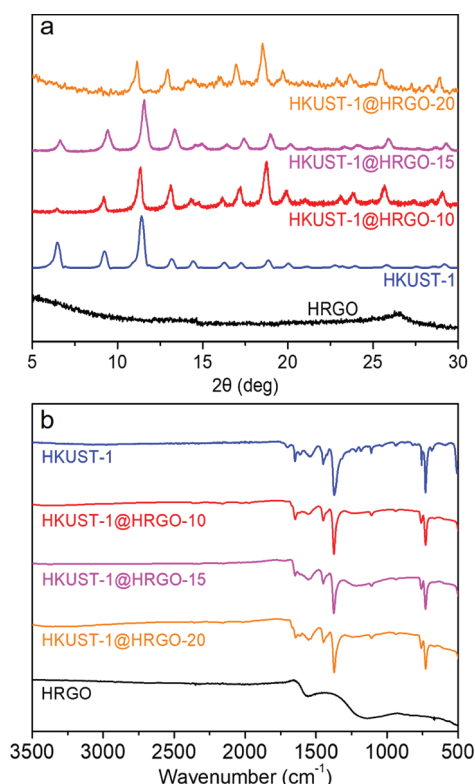 a
HKUST-1@HRGO-20
HKUST-1@HRGO-15
HKUST-1@HRGO-10
HKUST-1
HRGO
5 10 15 20 25 30
2θ (deg)
b
HKUST-1
HKUST-1@HRGO-10
HKUST-1@HRGO-15
HKUST-1@HRGO-20
HRGO
3500 3000 2500 2000 1500 1000 500
Wavenumber (cm⁻¹)